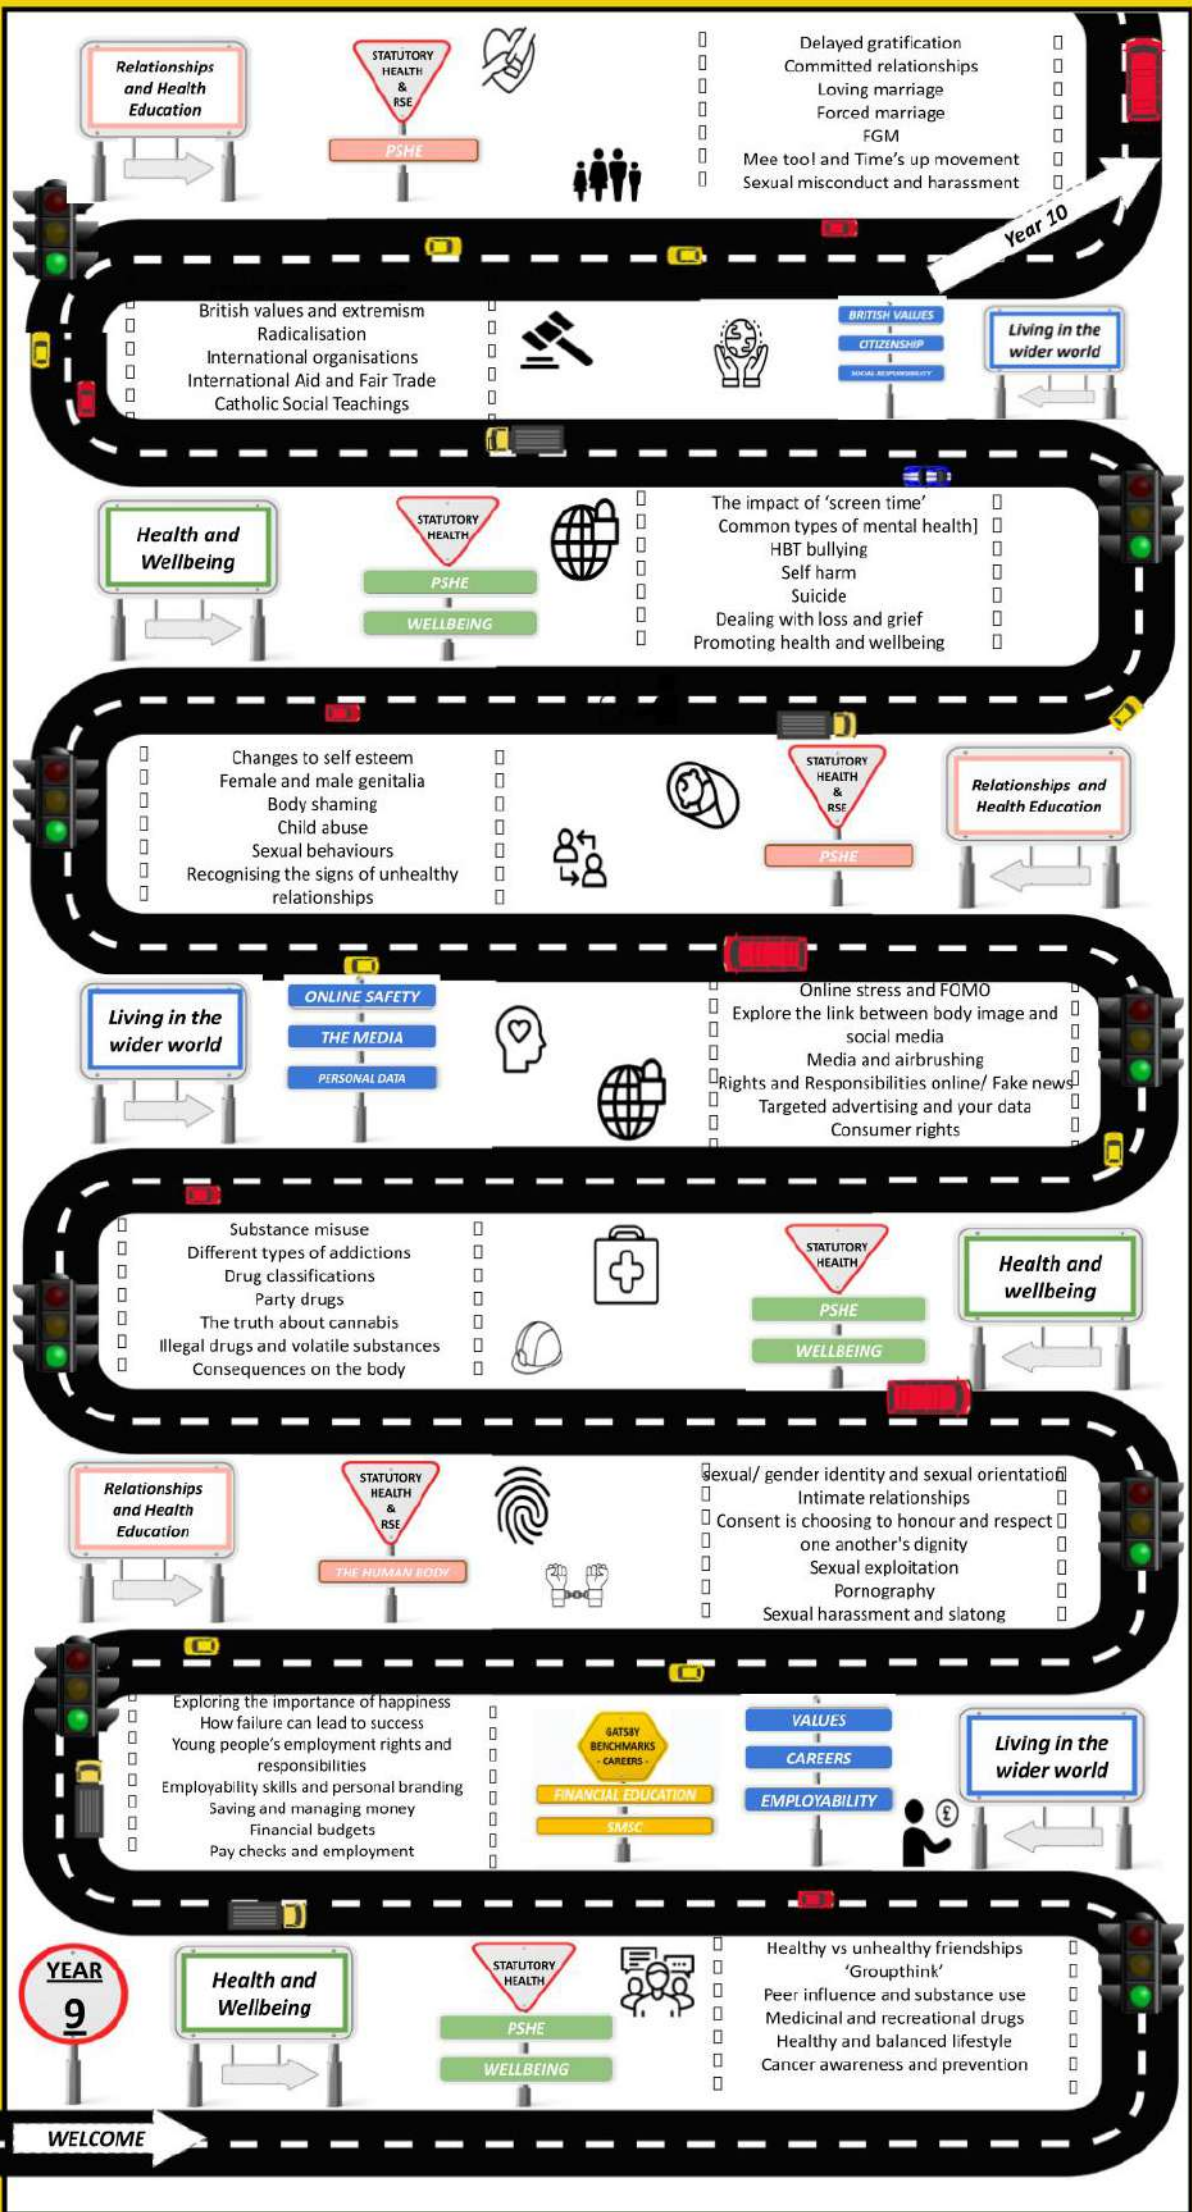 Relationships
and Health
Education
STATUTORY
HEALTH
&
RSE
PSHE
Delayed gratification
Committed relationships
Loving marriage
Forced marriage
FGM
Mee tool and Time's up movement
Sexual misconduct and harassment
Year 10
British values and extremism
Radicalisation
International organisations
International Aid and Fair Trade
Catholic Social Teachings
BRITISH VALUES
CITIZENSHIP
SOCIAL RESPONSIBILITY
Living in the
wider world
Health and
Wellbeing
STATUTORY
HEALTH
PSHE
WELLBEING
The impact of 'screen time'
Common types of mental health]
HBT bullying
Self harm
Suicide
Dealing with loss and grief
Promoting health and wellbeing
Changes to self esteem
Female and male genitalia
Body shaming
Child abuse
Sexual behaviours
Recognising the signs of unhealthy
relationships
STATUTORY
HEALTH
&
RSE
PSHE
Relationships and
Health Education
Living in the
wider world
ONLINE SAFETY
THE MEDIA
PERSONAL DATA
Online stress and FOMO
Explore the link between body image and
social media
Media and airbrushing
Rights and Responsibilities online/ Fake news
Targeted advertising and your data
Consumer rights
Substance misuse
Different types of addictions
Drug classifications
Party drugs
The truth about cannabis
Illegal drugs and volatile substances
Consequences on the body
STATUTORY
HEALTH
PSHE
WELLBEING
Health and
wellbeing
Relationships
and Health
Education
STATUTORY
HEALTH
&
RSE
THE HUMAN BODY
sexual/ gender identity and sexual orientation
Intimate relationships
Consent is choosing to honour and respect
one another's dignity
Sexual exploitation
Pornography
Sexual harassment and slatong
Exploring the importance of happiness
How failure can lead to success
Young people's employment rights and
responsibilities
Employability skills and personal branding
Saving and managing money
Financial budgets
Pay checks and employment
GATSBY
BENCHMARKS
- CAREERS -
FINANCIAL EDUCATION
SMSC
VALUES
CAREERS
EMPLOYABILITY
£
Living in the
wider world
YEAR
9
Health and
Wellbeing
STATUTORY
HEALTH
PSHE
WELLBEING
Healthy vs unhealthy friendships
'Groupthink'
Peer influence and substance use
Medicinal and recreational drugs
Healthy and balanced lifestyle
Cancer awareness and prevention
WELCOME